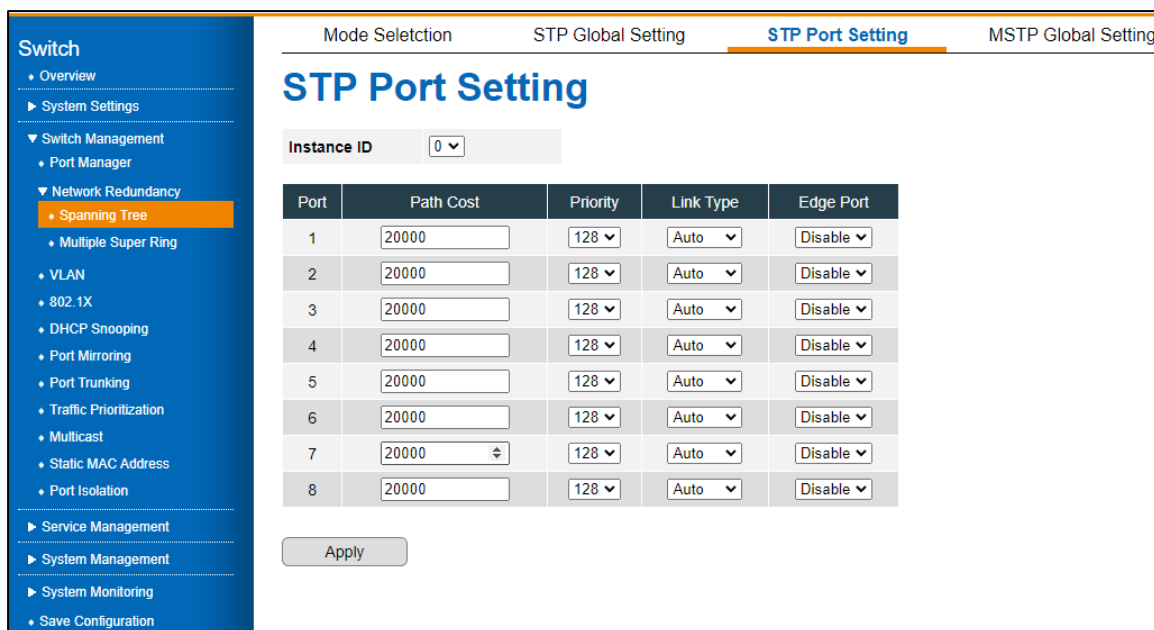 Switch
Overview
System Settings
Switch Management
Port Manager
Network Redundancy
Spanning Tree
Multiple Super Ring
VLAN
802.1X
DHCP Snooping
Port Mirroring
Port Trunking
Traffic Prioritization
Multicast
Static MAC Address
Port Isolation
Service Management
System Management
System Monitoring
Save Configuration
Mode Seletction STP Global Setting STP Port Setting MSTP Global Setting
STP Port Setting
Instance ID 0
Port Path Cost Priority Link Type Edge Port
1 20000 128 Auto Disable
2 20000 128 Auto Disable
3 20000 128 Auto Disable
4 20000 128 Auto Disable
5 20000 128 Auto Disable
6 20000 128 Auto Disable
7 20000 128 Auto Disable
8 20000 128 Auto Disable
Apply